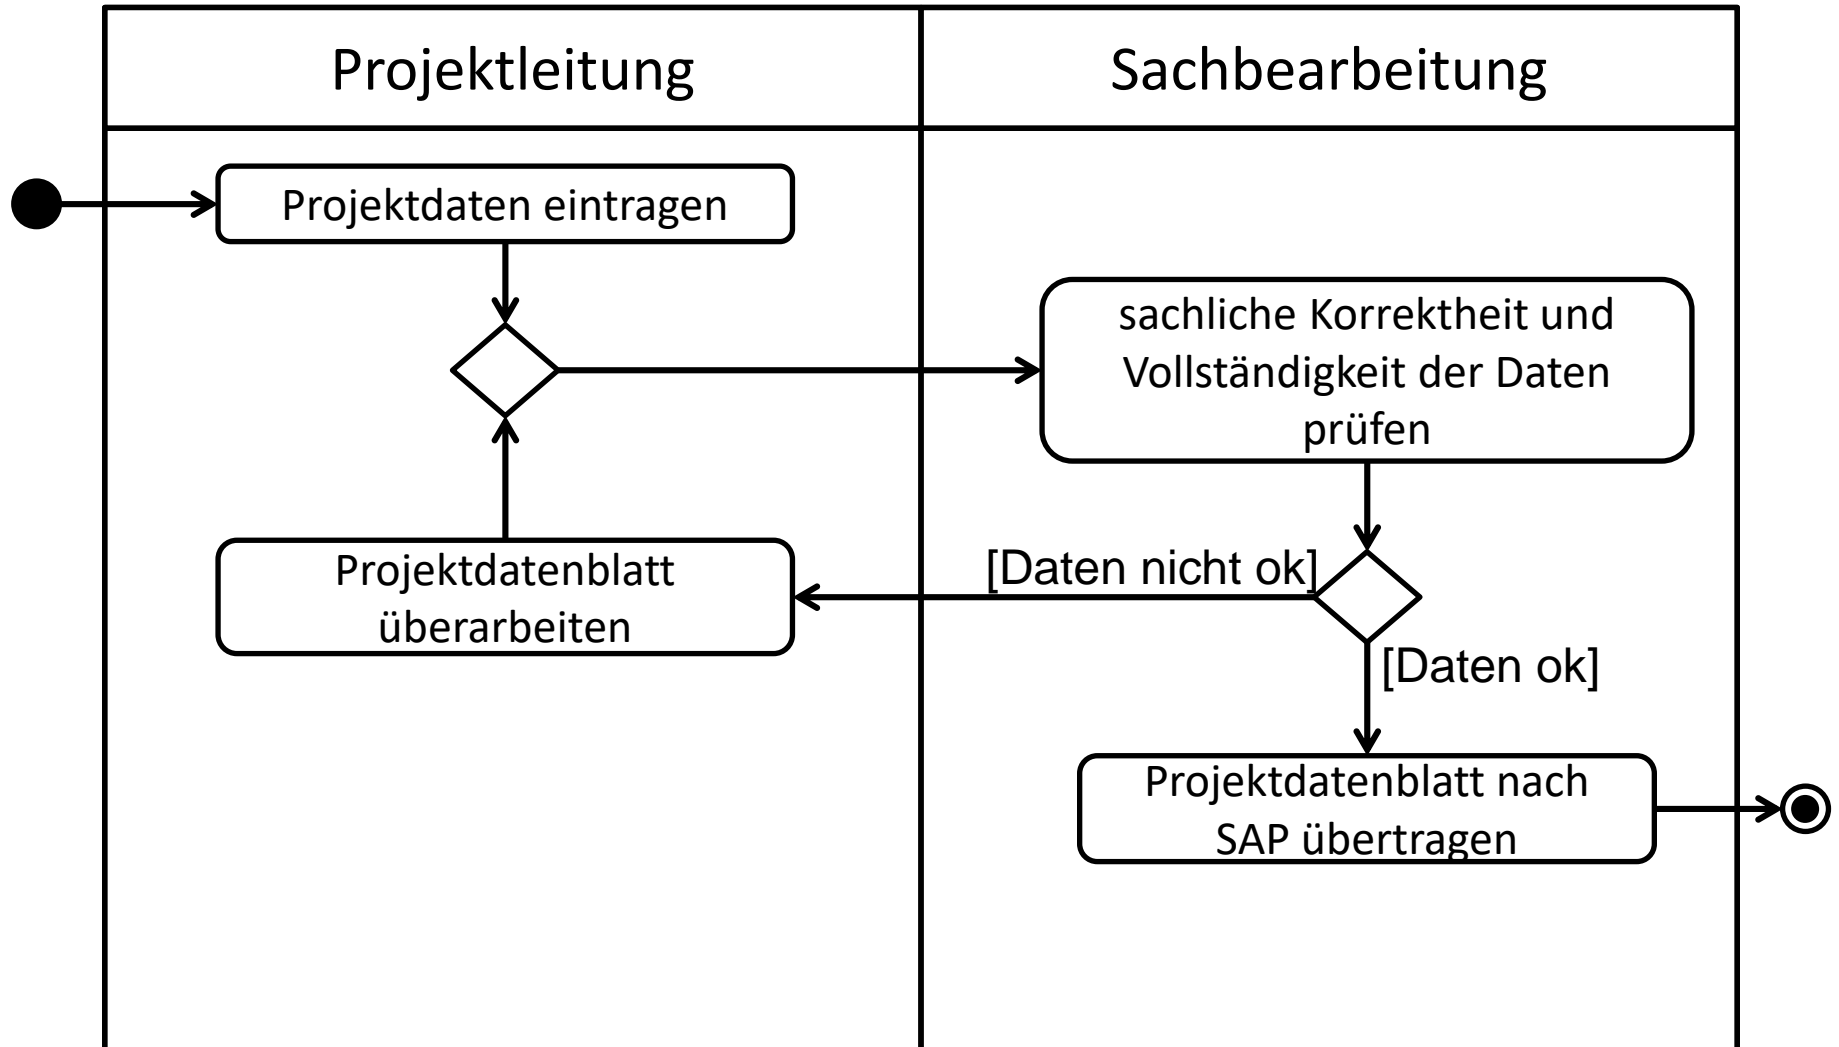 Projektleitung
Sachbearbeitung
Projektdaten eintragen
sachliche Korrektheit und
Vollständigkeit der Daten
prüfen
Projektdatenblatt
überarbeiten
[Daten nicht ok]
[Daten ok]
Projektdatenblatt nach
SAP übertragen